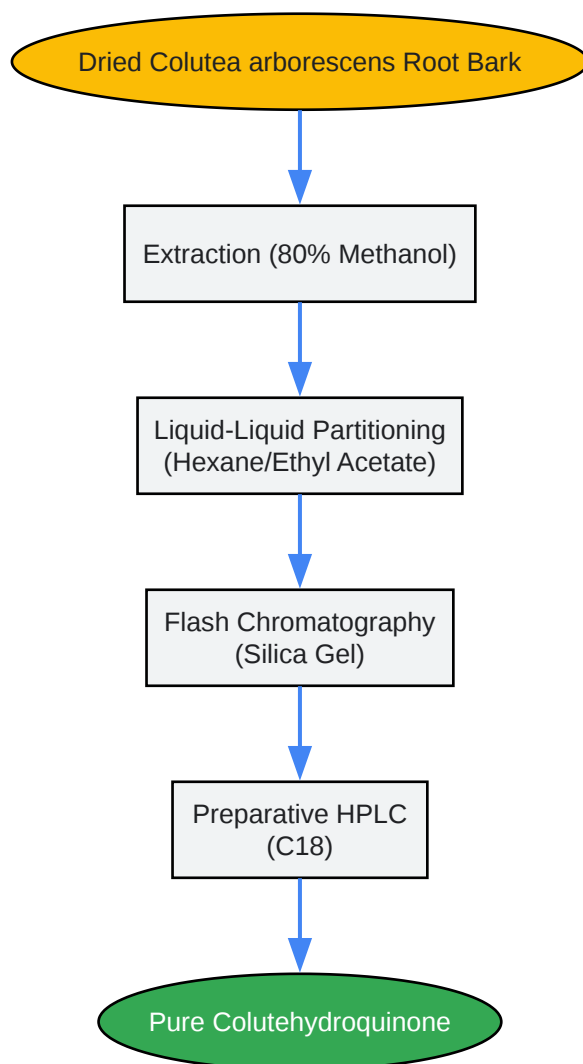 Dried Colutea arborescens Root Bark
Extraction (80% Methanol)
Liquid-Liquid Partitioning
(Hexane/Ethyl Acetate)
Flash Chromatography
(Silica Gel)
Preparative HPLC
(C18)
Pure Colutehydroquinone